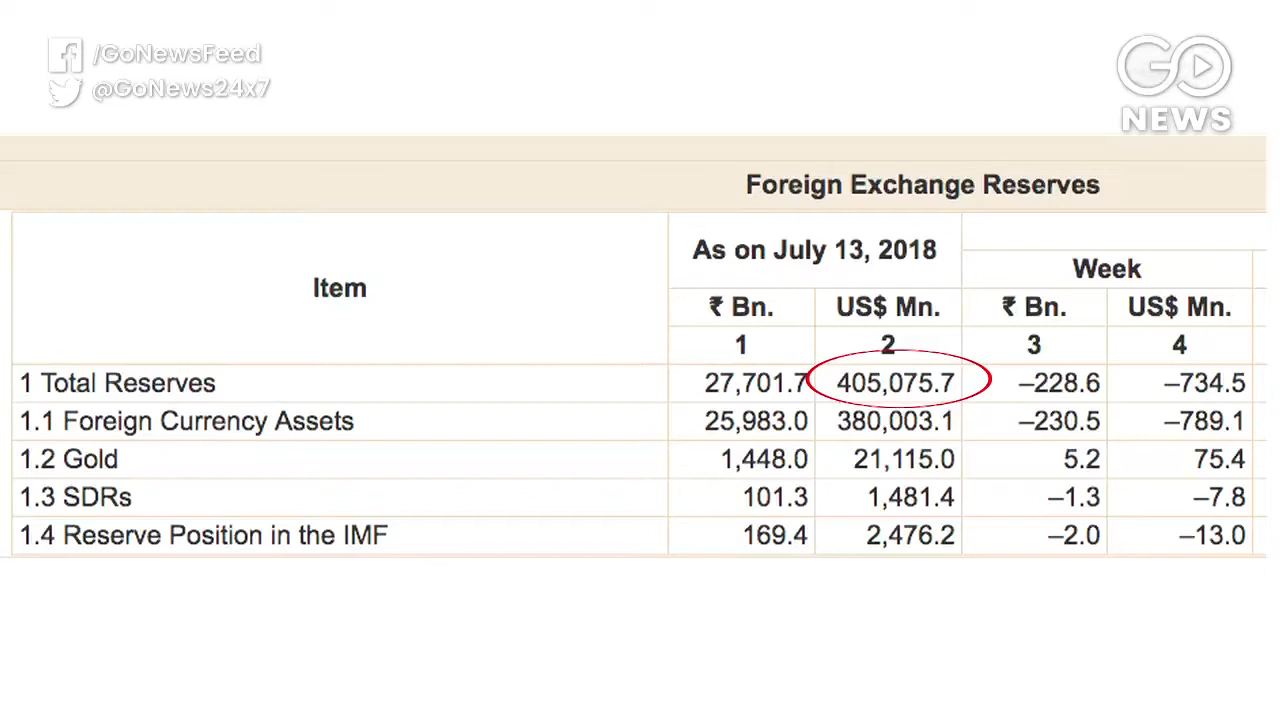 /GoNewsFeed
@GoNews24x7
GO
NEWS
Foreign Exchange Reserves
Item
As on July 13, 2018
Week
₹ Bn. US$ Mn. ₹ Bn. US$ Mn.
1 2 3 4
1 Total Reserves 27,701.7 405,075.7 –228.6 –734.5
1.1 Foreign Currency Assets 25,983.0 380,003.1 –230.5 –789.1
1.2 Gold 1,448.0 21,115.0 5.2 75.4
1.3 SDRs 101.3 1,481.4 –1.3 –7.8
1.4 Reserve Position in the IMF 169.4 2,476.2 –2.0 –13.0